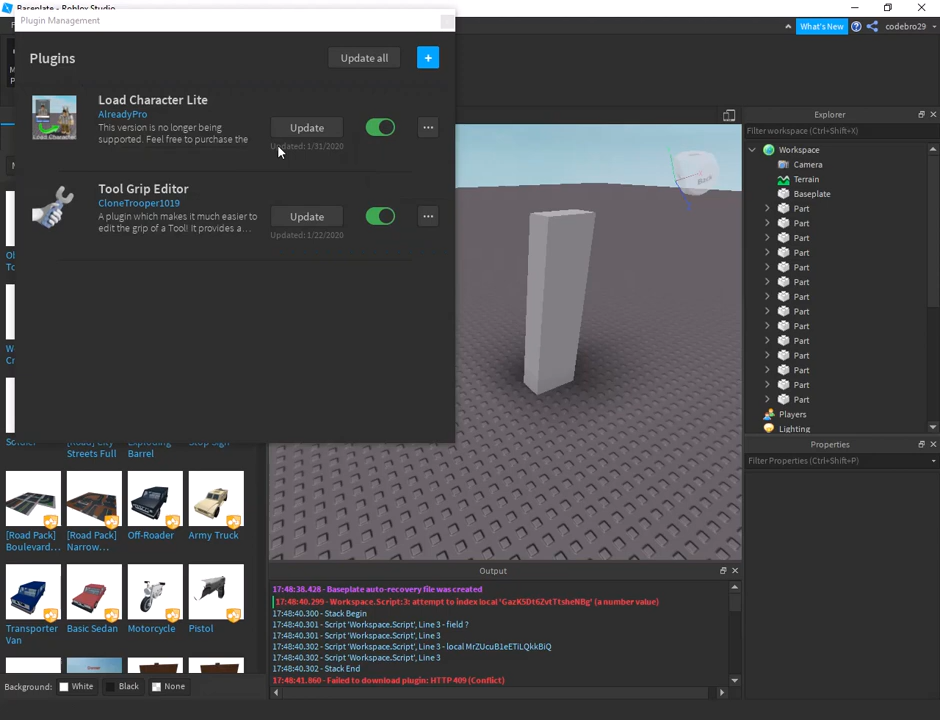 Baseplate - Roblox Studio
Plugin Management
What's New
codebro29
Plugins
Update all
+
Load Character Lite
AlreadyPro
This version is no longer being
supported. Feel free to purchase the
Update
Updated: 1/31/2020
Tool Grip Editor
CloneTrooper1019
A plugin which makes it much easier to
edit the grip of a Tool! It provides a...
Update
Updated: 1/22/2020
Back
Explorer
Filter workspace (Ctrl+Shift+X)
Workspace
Camera
Terrain
Baseplate
Part
Part
Part
Part
Part
Part
Part
Part
Part
Part
Part
Part
Part
Part
Players
Lighting
Properties
Filter Properties (Ctrl+Shift+P)
Soldier
[Road] City
Streets Full
Exploding
Barrel
Stop Sign
[Road Pack]
Boulevard...
[Road Pack]
Narrow...
Off-Roader
Army Truck
Transporter
Van
Basic Sedan
Motorcycle
Pistol
Background:
White
Black
None
Output
17:48:38.428 - Baseplate auto-recovery file was created
17:48:40.299 - Workspace.Script:3: attempt to index local 'GazKSDt6ZvtTtsheNBg' (a number value)
17:48:40.300 - Stack Begin
17:48:40.301 - Script 'Workspace.Script', Line 3 - field ?
17:48:40.301 - Script 'Workspace.Script', Line 3
17:48:40.302 - Script 'Workspace.Script', Line 3 - local MrZUcuB1eETiLQkkBiQ
17:48:40.302 - Script 'Workspace.Script', Line 3
17:48:40.302 - Stack End
17:48:41.860 - Failed to download plugin: HTTP 409 (Conflict)